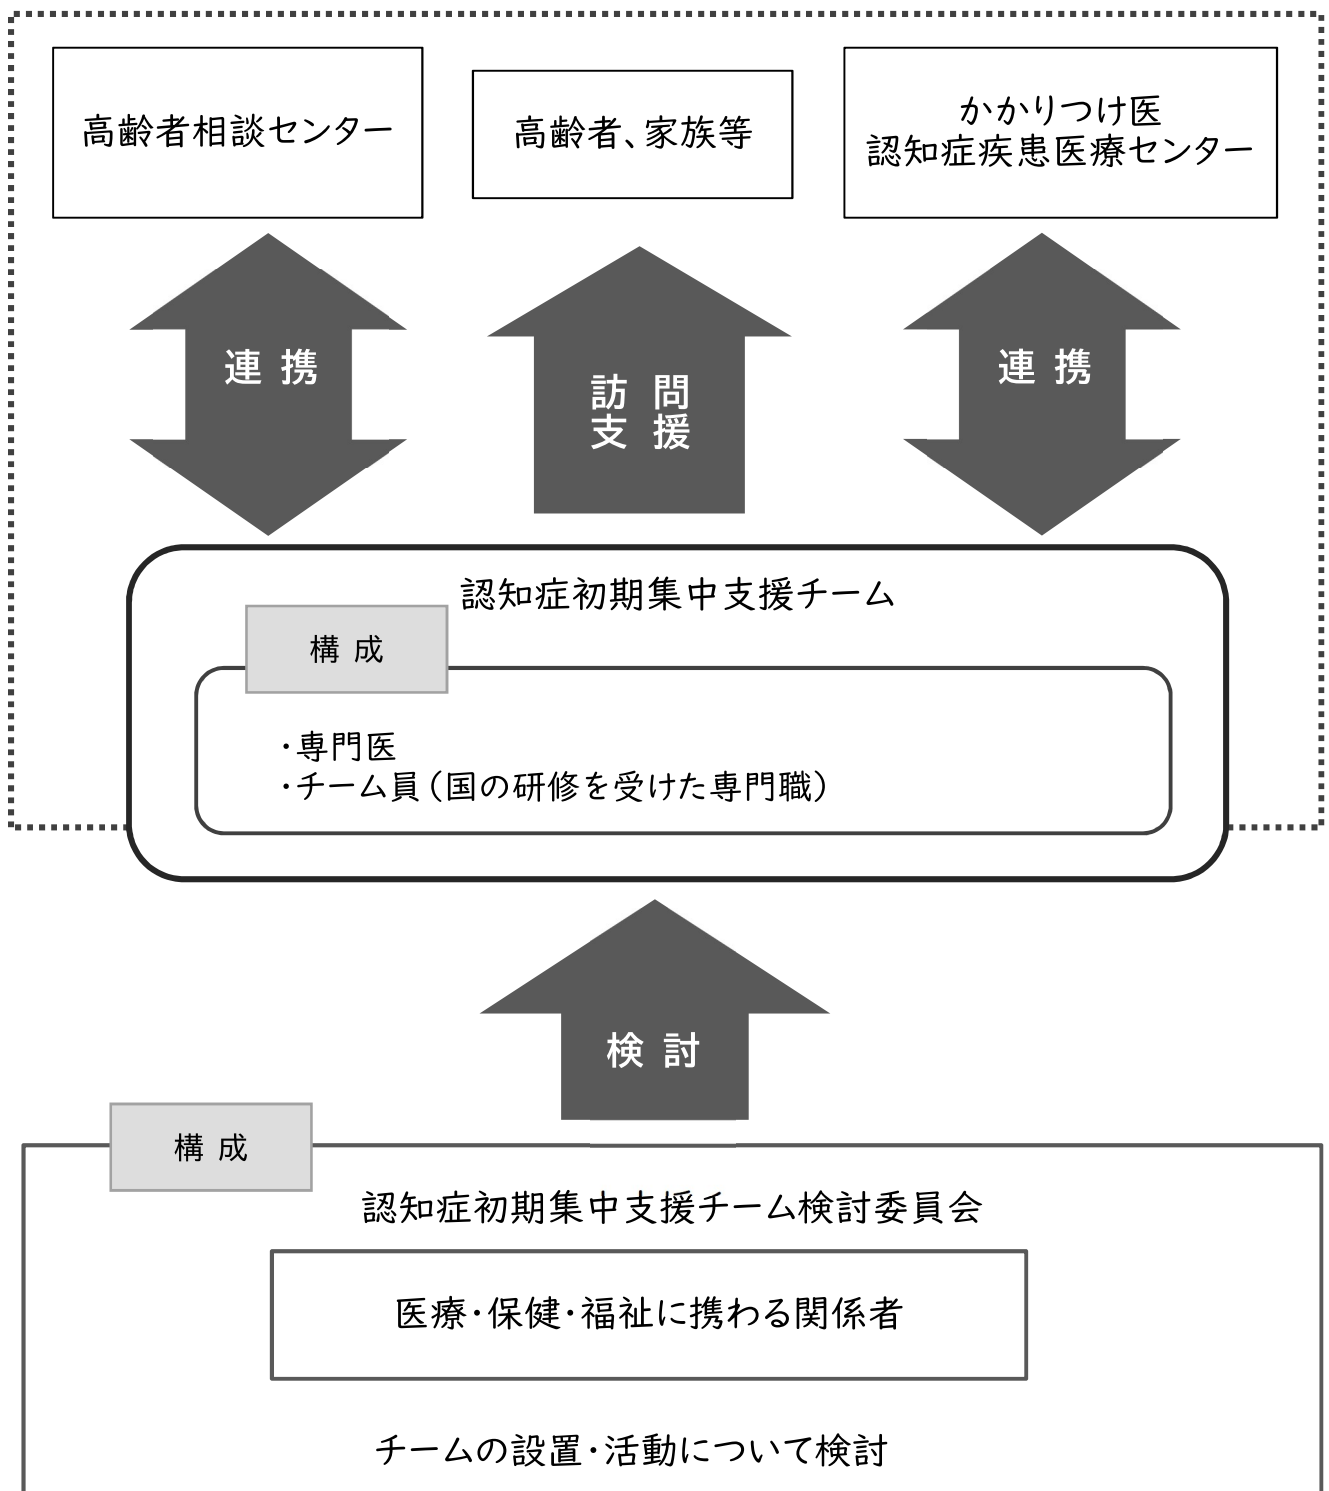 高齢者相談センター
高齢者、家族等
かかりつけ医
認知症疾患医療センター
連 携
訪 問
支 援
連 携
認知症初期集中支援チーム
構 成
・専門医
・チーム員（国の研修を受けた専門職）
検 討
構 成
認知症初期集中支援チーム検討委員会
医療・保健・福祉に携わる関係者
チームの設置・活動について検討